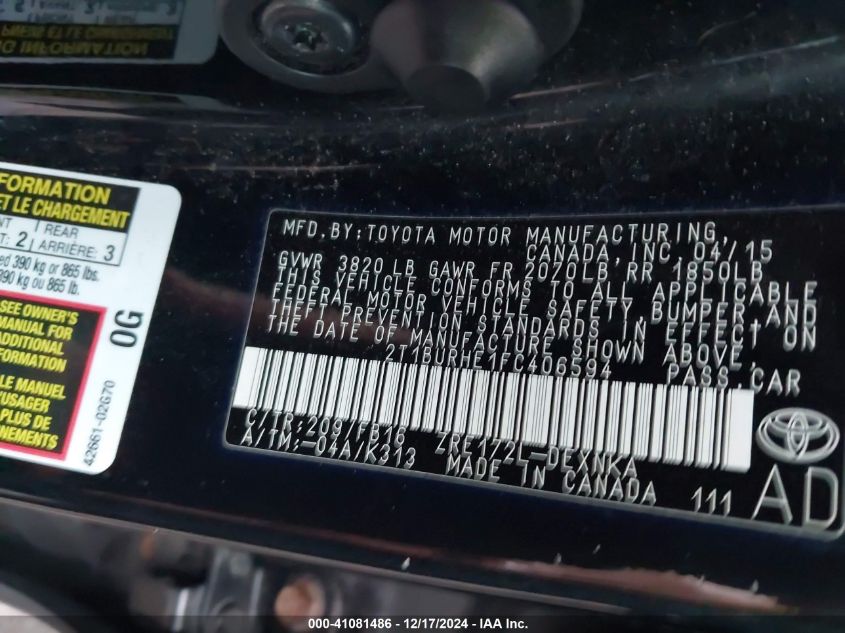 FORMATION
ET LE CHARGEMENT
NT REAR
T: 2 ARRIÈRE: 3
ed 390 kg or 865 lbs.
390 kg ou 865 lb.
SEE OWNER'S
MANUAL FOR
ADDITIONAL
FORMATION
LE MANUEL
'USAGER
PLUS DE
GNEMENTS
0G
42661-02G70
MFD. BY: TOYOTA MOTOR MANUFACTURING,
CANADA, INC. 04/15
GVWR 3820 LB GAWR FR 2070LB, RR 1850LB
THIS VEHICLE CONFORMS TO ALL APPLICABLE
FEDERAL MOTOR VEHICLE SAFETY, BUMPER, AND
THEFT PREVENTION STANDARDS IN EFFECT ON
THE DATE OF MANUFACTURE SHOWN ABOVE.
2T1BURHE1FC406594 PASS. CAR
C/TR: 209/FB16 ZRE172L-DEXNKA
A/TM: -04A/K313 MADE IN CANADA 111
AD
000-41081486 - 12/17/2024 - IAA Inc.